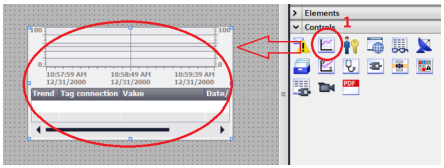 Elements
Controls
1
100
100
0
0
10:57:59 AM 10:58:49 AM 10:59:39 AM
12/31/2000 12/31/2000 12/31/2000
Trend Tag connection Value Date/
PDF